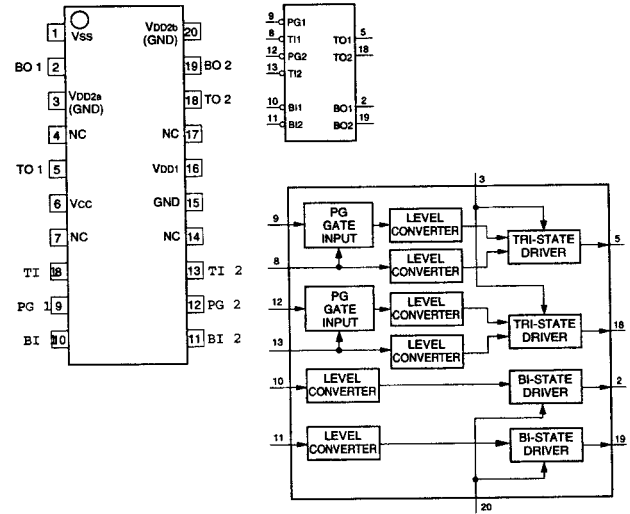 1 VSS
VDD2b 20
(GND)
BO 1 2
19 BO 2
3 VDD2a
(GND)
18 TO 2
4 NC
NC 17
TO 1 5
VDD1 16
6 VCC
GND 15
7 NC
NC 14
TI 18
13 TI 2
PG 1 9
12 PG 2
BI 10
11 BI 2
9 PG1
8 TI1
12 PG2
13 TI2
10 BI1
11 BI2
TO1 5
TO2 18
BO1 2
BO2 19
3
9
PG
GATE
INPUT
LEVEL
CONVERTER
TRI-STATE
DRIVER
5
8
LEVEL
CONVERTER
12
PG
GATE
INPUT
LEVEL
CONVERTER
TRI-STATE
DRIVER
18
13
LEVEL
CONVERTER
10
LEVEL
CONVERTER
BI-STATE
DRIVER
2
11
LEVEL
CONVERTER
BI-STATE
DRIVER
19
20